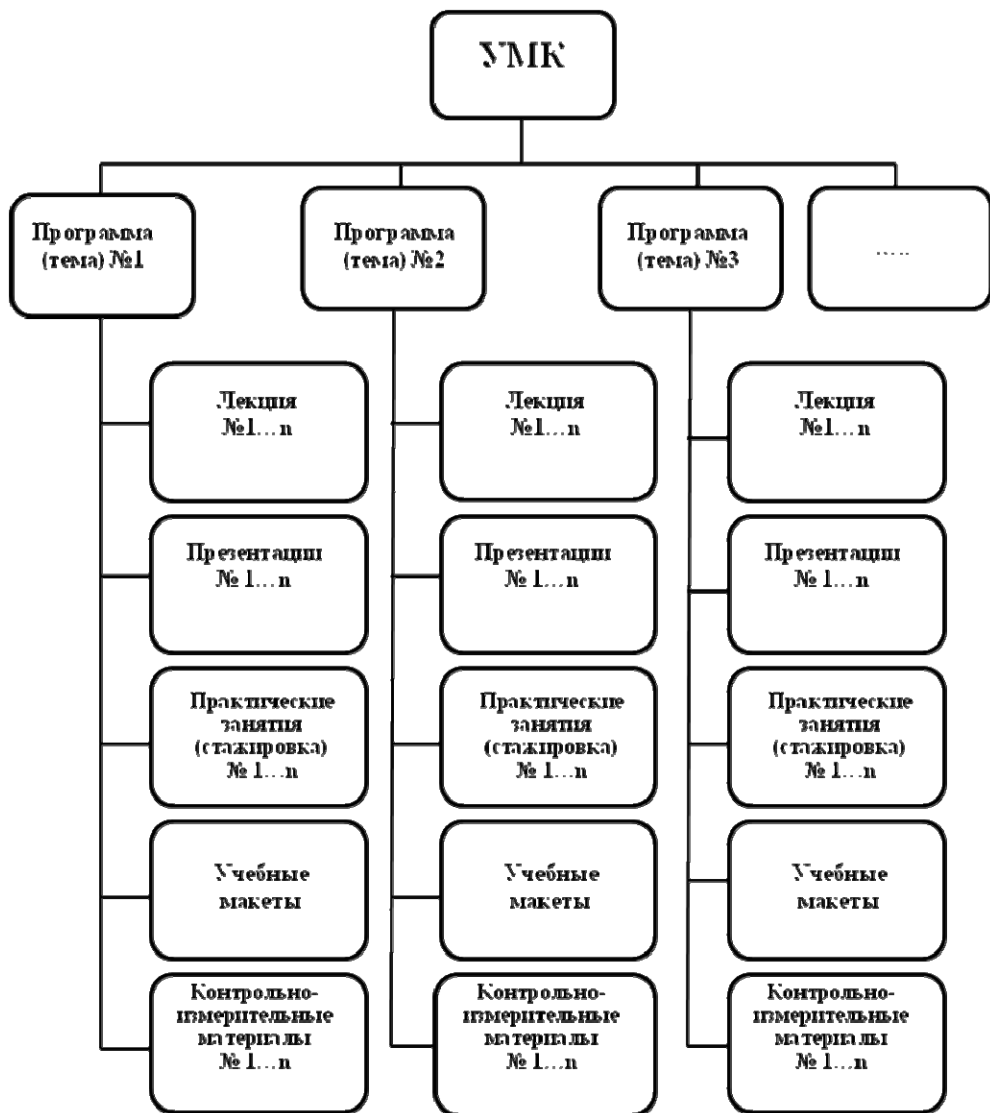 УМК
Программа
(тема) №1
Программа
(тема) №2
Программа
(тема) №3
.....
Лекция
№1...n
Презентации
№ 1...n
Практические
занятия
(стажировка)
№ 1...n
Учебные
макеты
Контрольно-
измерительные
материалы
№ 1...n
Лекция
№1...n
Презентации
№ 1...n
Практические
занятия
(стажировка)
№ 1...n
Учебные
макеты
Контрольно-
измерительные
материалы
№ 1...n
Лекция
№1...n
Презентации
№ 1...n
Практические
занятия
(стажировка)
№ 1...n
Учебные
макеты
Контрольно-
измерительные
материалы
№ 1...n